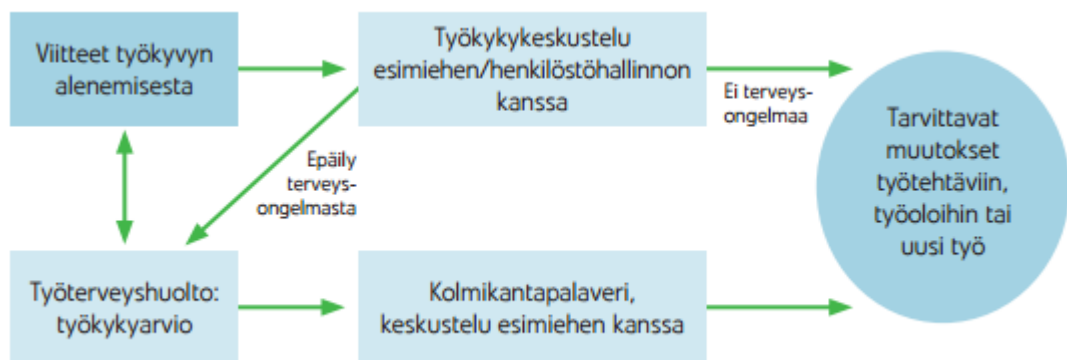 Viitteet työkyvyn
alenemisesta
Työkykykeskustelu
esimiehen/henkilöstöhallinnon
kanssa
Ei terveys-
ongelmaa
Epäily
terveys-
ongelmasta
Tarvittavat
muutokset
työtehtäviin,
työoloihin tai
uusi työ
Työterveyshuolto:
työkykyarvio
Kolmikantapalaveri,
keskustelu esimiehen kanssa